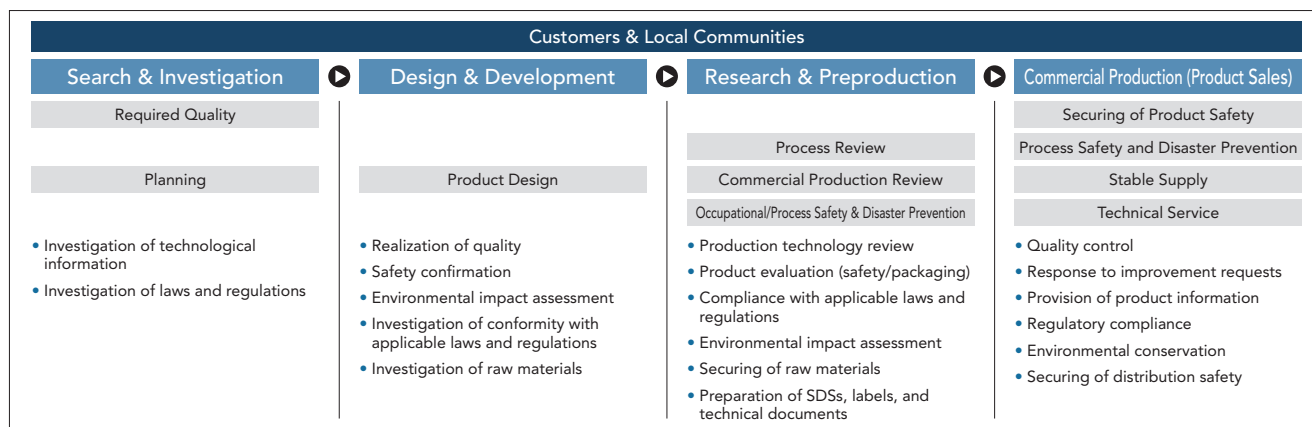 Customers & Local Communities
Search & Investigation
Required Quality
Planning
• Investigation of technological
information
• Investigation of laws and regulations
Design & Development
Product Design
• Realization of quality
• Safety confirmation
• Environmental impact assessment
• Investigation of conformity with
applicable laws and regulations
• Investigation of raw materials
Research & Preproduction
Process Review
Commercial Production Review
Occupational/Process Safety & Disaster Prevention
• Production technology review
• Product evaluation (safety/packaging)
• Compliance with applicable laws and
regulations
• Environmental impact assessment
• Securing of raw materials
• Preparation of SDSs, labels, and
technical documents
Commercial Production (Product Sales)
Securing of Product Safety
Process Safety and Disaster Prevention
Stable Supply
Technical Service
• Quality control
• Response to improvement requests
• Provision of product information
• Regulatory compliance
• Environmental conservation
• Securing of distribution safety